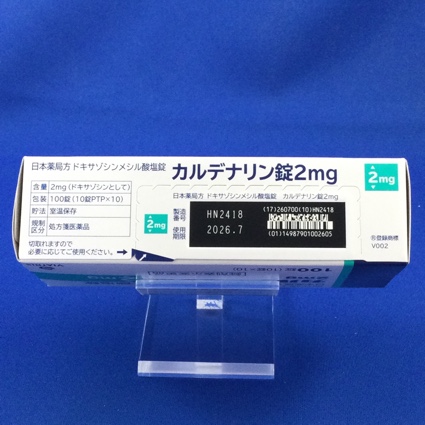 日本薬局方 ドキサゾシンメシル酸塩錠 カルデナリン錠2mg
2mg
含量 2mg(ドキサゾシンとして)
包装 100錠(10錠PTP×10)
貯法 室温保存
規制区分 処方箋医薬品
切取れますので
必要に応じてご使用ください。
日本薬局方 ドキサゾシンメシル酸塩錠 カルデナリン錠2mg
2mg
製造番号 HN2418
使用期限 2026.7
(17)260700(10)HN2418
(01)14987901002605
®登録商標
V002